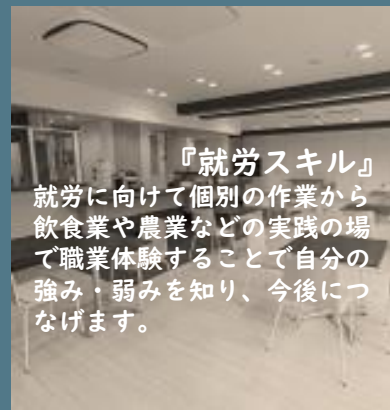 『就労スキル』
就労に向けて個別の作業から
飲食業や農業などの実践の場
で職業体験することで自分の
強み・弱みを知り、今後につ
なげます。